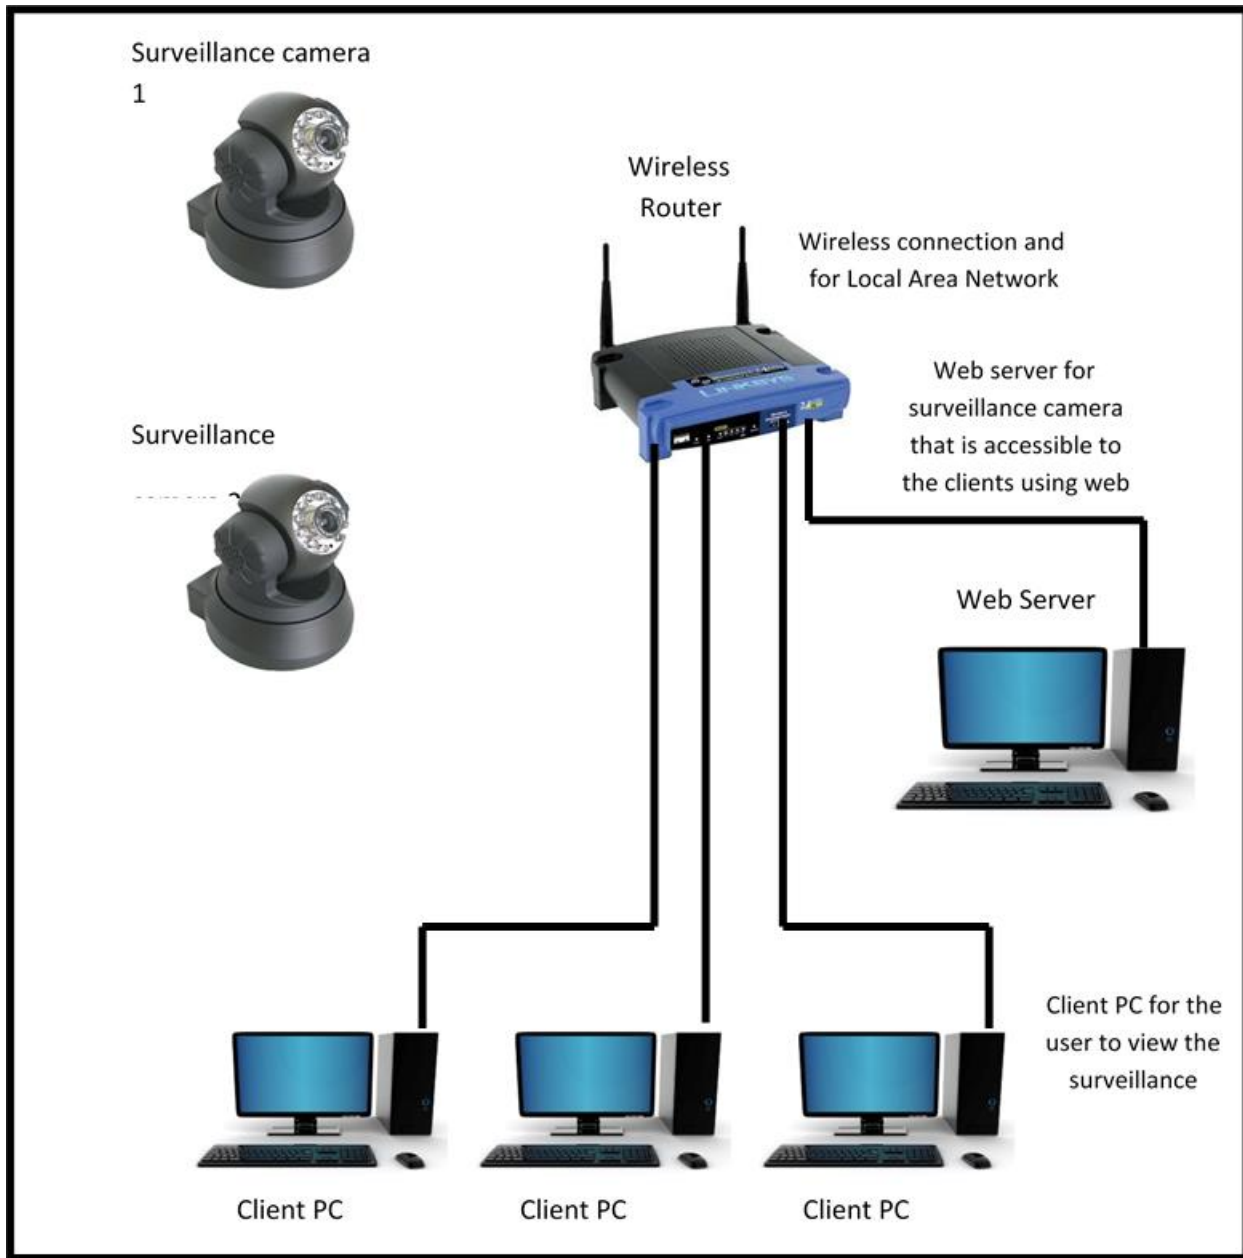 Surveillance camera
1
Wireless
Router
Wireless connection and
for Local Area Network
LINKSYS
Web server for
surveillance camera
that is accessible to
the clients using web
Surveillance
Web Server
Client PC for the
user to view the
surveillance
Client PC
Client PC
Client PC